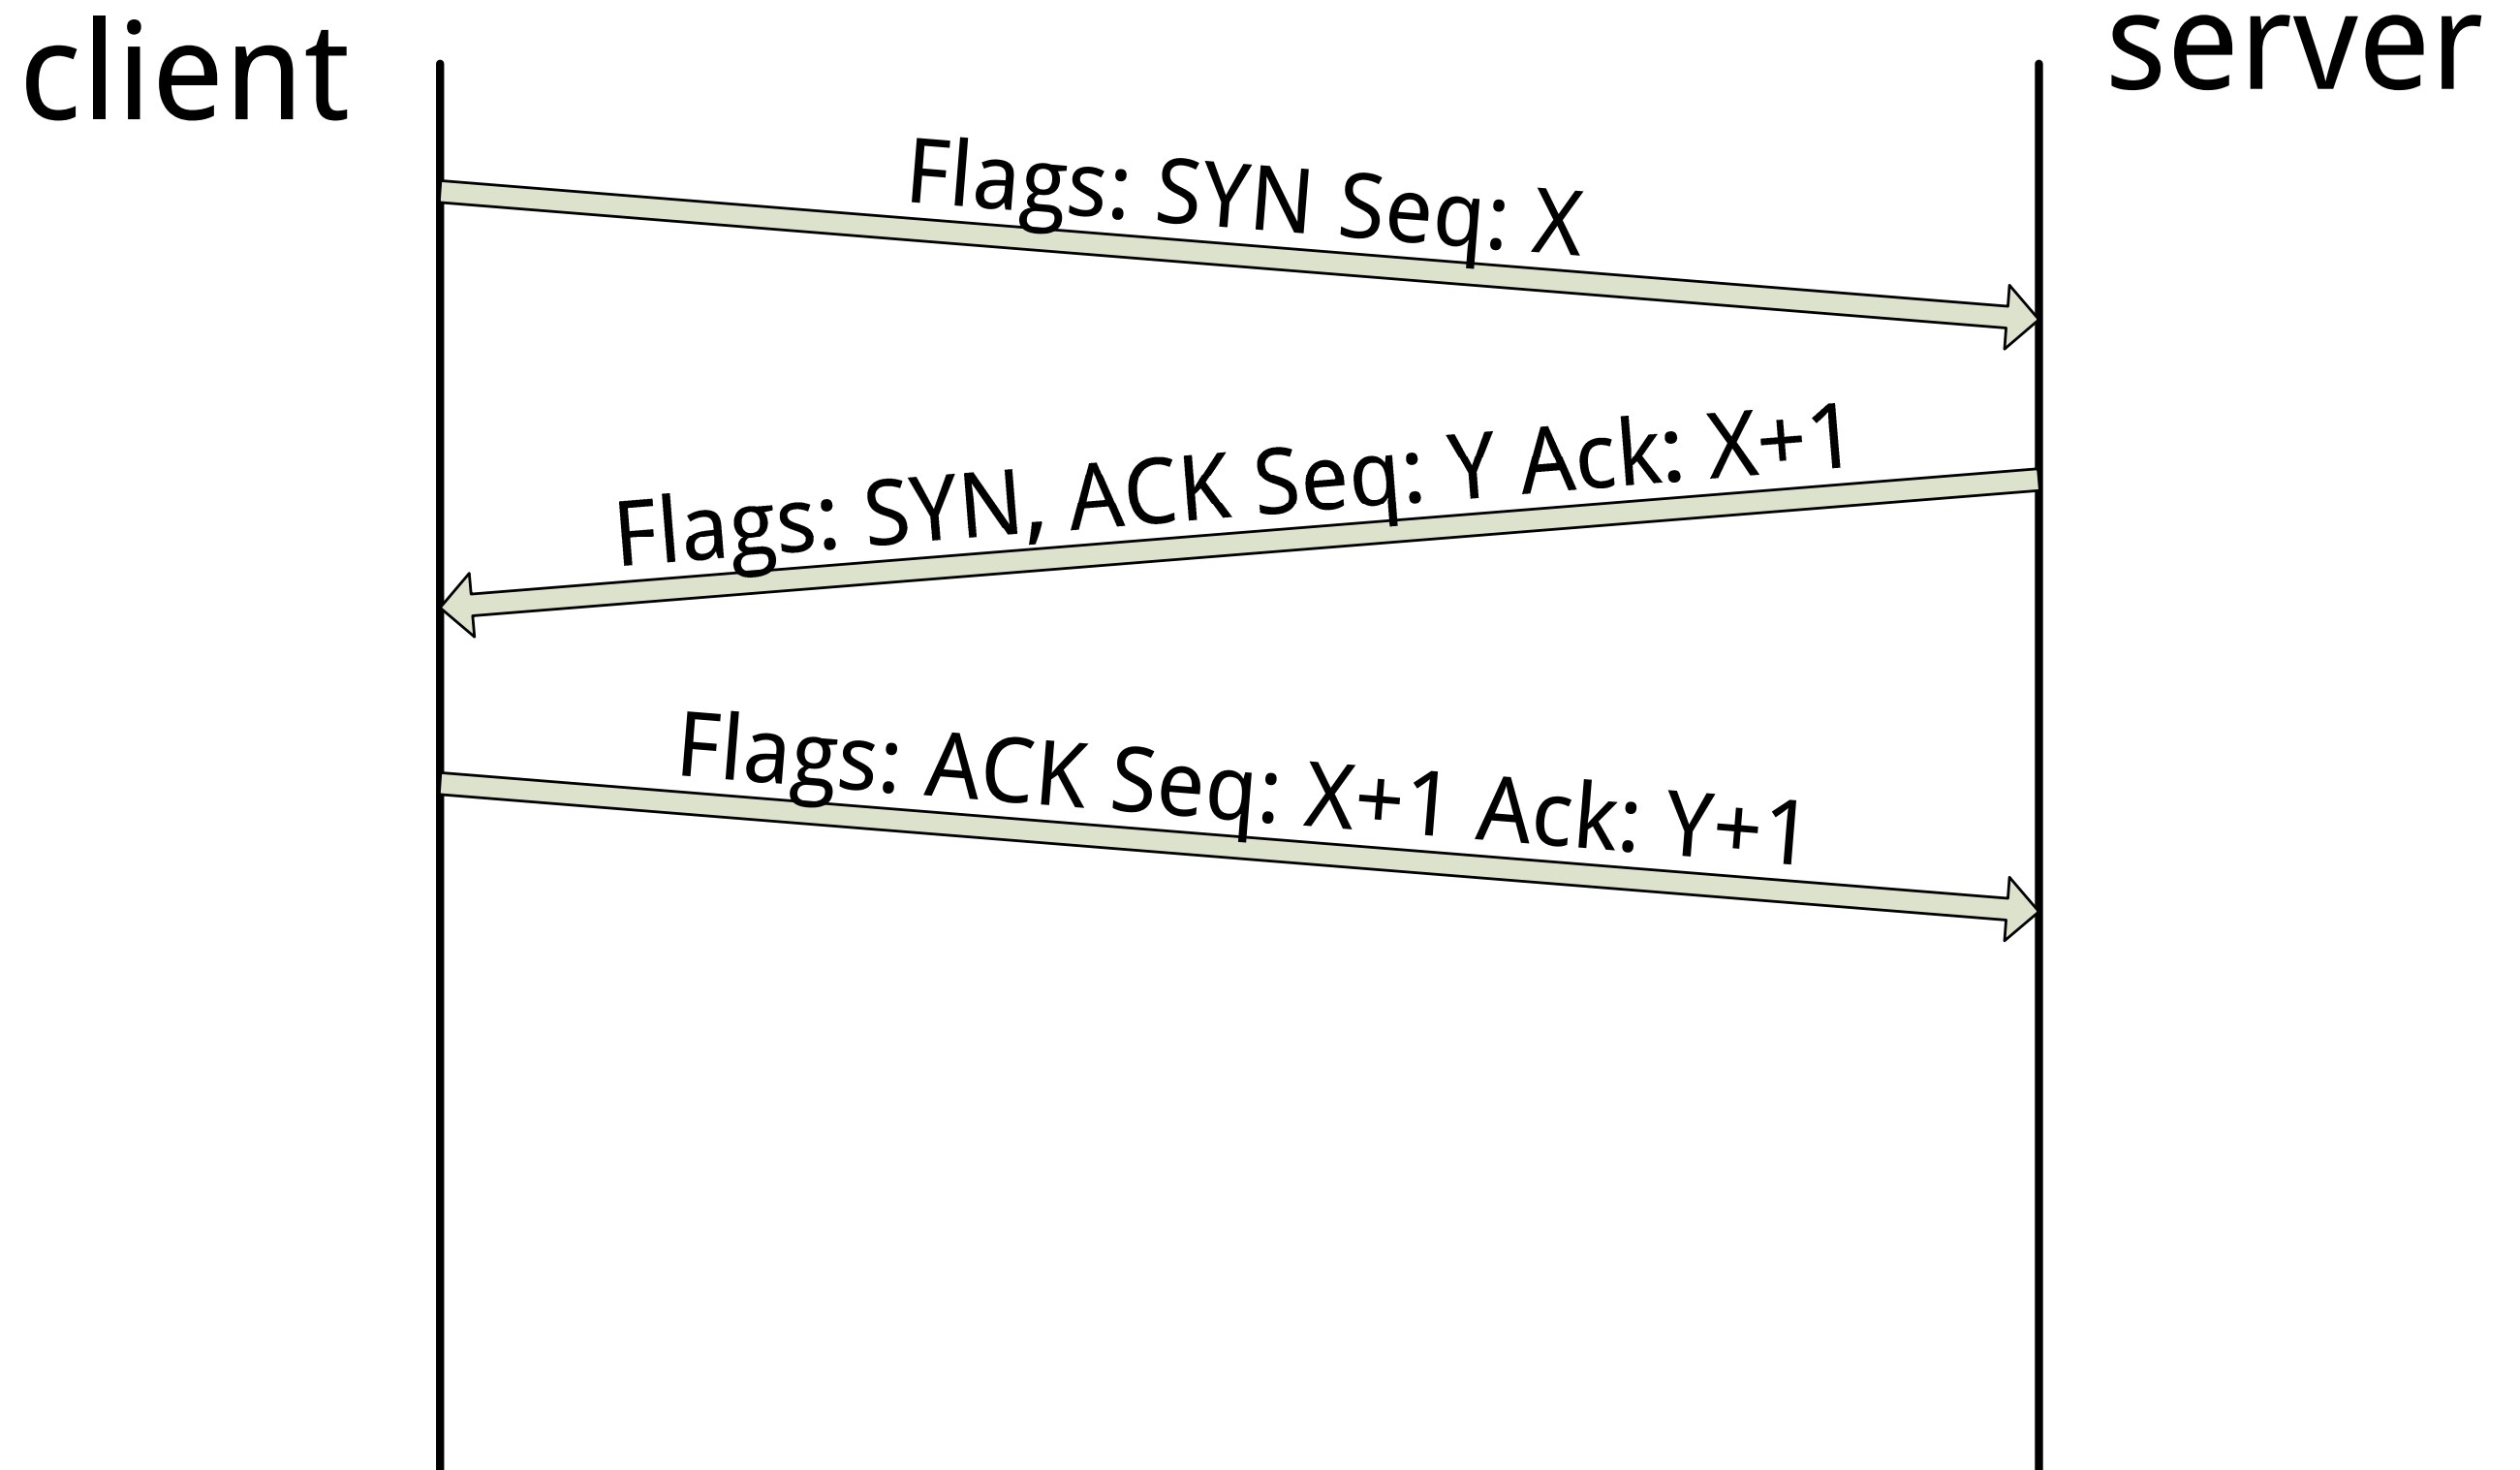 client
server
Flags: SYN Seq: X
Flags: SYN, ACK Seq: Y Ack: X+1
Flags: ACK Seq: X+1 Ack: Y+1